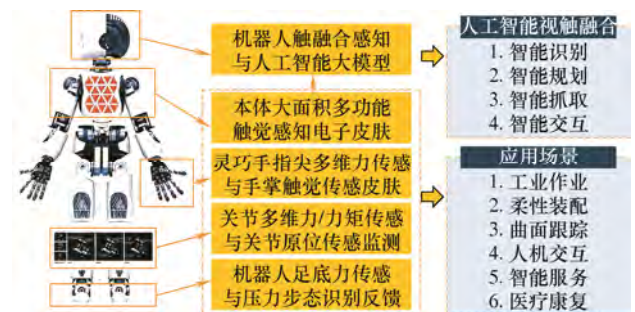 机器人触融合感知
与人工智能大模型
本体大面积多功能
触觉感知电子皮肤
灵巧手指尖多维力传感
与手掌触觉传感皮肤
关节多维力/力矩传感
与关节原位传感监测
机器人足底力传感
与压力步态识别反馈
人工智能视触融合
1. 智能识别
2. 智能规划
3. 智能抓取
4. 智能交互
应用场景
1. 工业作业
2. 柔性装配
3. 曲面跟踪
4. 人机交互
5. 智能服务
6. 医疗康复